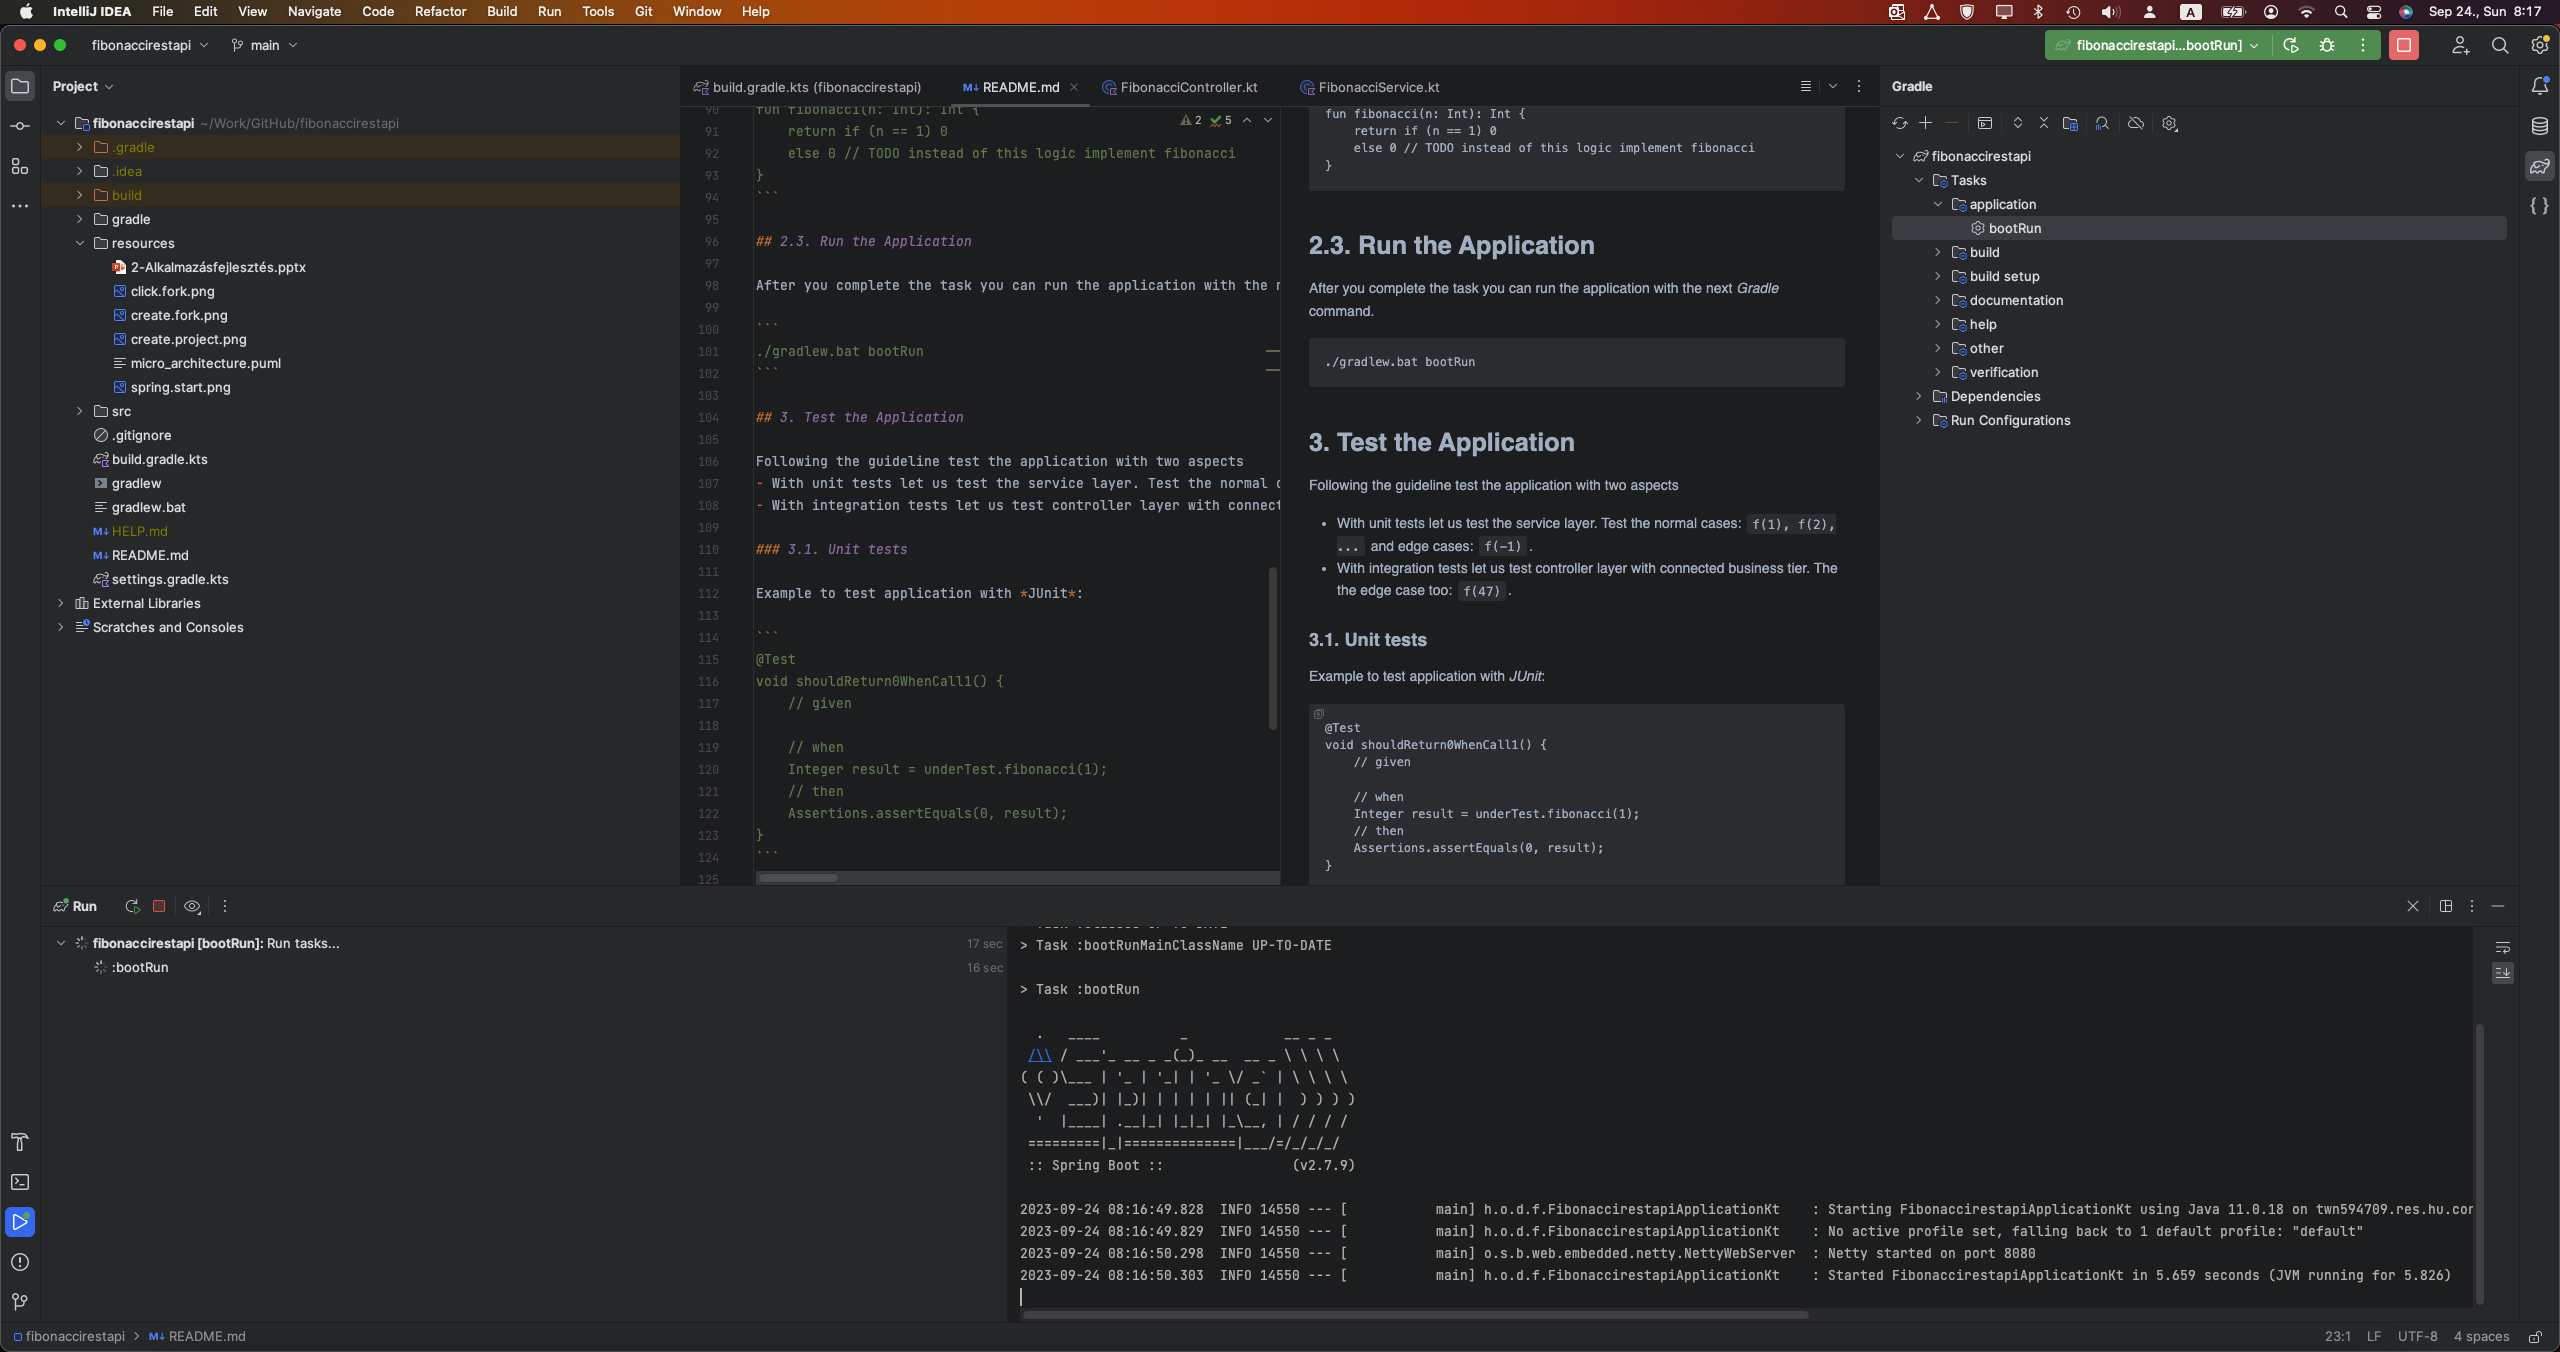 IntelliJ IDEA File Edit View Navigate Code Refactor Build Run Tools Git Window Help
A
Sep 24., Sun 8:17
fibonaccirestapi
main
fibonaccirestapi...bootRun]
Project
fibonaccirestapi ~/Work/GitHub/fibonaccirestapi
.gradle
.idea
build
gradle
resources
2-Alkalmazásfejlesztés.pptx
click.fork.png
create.fork.png
create.project.png
micro_architecture.puml
spring.start.png
src
.gitignore
build.gradle.kts
gradlew
gradlew.bat
HELP.md
README.md
settings.gradle.kts
External Libraries
Scratches and Consoles
build.gradle.kts (fibonaccirestapi) README.md FibonacciController.kt FibonacciService.kt
2 5
90 fun fibonacci(n: Int): Int {
91     return if (n == 1) 0
92     else 0 // TODO instead of this logic implement fibonacci
93 }
94 ```
95
96 ## 2.3. Run the Application
97
98 After you complete the task you can run the application with the
99
100 ```
101 ./gradlew.bat bootRun
102 ```
103
104 ## 3. Test the Application
105
106 Following the guideline test the application with two aspects
107 - With unit tests let us test the service layer. Test the normal
108 - With integration tests let us test controller layer with connect
109
110 ### 3.1. Unit tests
111
112 Example to test application with *JUnit*:
113
114 ```
115 @Test
116 void shouldReturn0WhenCall1() {
117     // given
118
119     // when
120     Integer result = underTest.fibonacci(1);
121     // then
122     Assertions.assertEquals(0, result);
123 }
124 ```
125
fun fibonacci(n: Int): Int {
    return if (n == 1) 0
    else 0 // TODO instead of this logic implement fibonacci
}
2.3. Run the Application
After you complete the task you can run the application with the next Gradle
command.
./gradlew.bat bootRun
3. Test the Application
Following the guideline test the application with two aspects
• With unit tests let us test the service layer. Test the normal cases: f(1), f(2),
... and edge cases: f(-1) .
• With integration tests let us test controller layer with connected business tier. The
the edge case too: f(47) .
3.1. Unit tests
Example to test application with JUnit:
@Test
void shouldReturn0WhenCall1() {
    // given
    // when
    Integer result = underTest.fibonacci(1);
    // then
    Assertions.assertEquals(0, result);
}
Gradle
fibonaccirestapi
Tasks
application
bootRun
build
build setup
documentation
help
other
verification
Dependencies
Run Configurations
Run
fibonaccirestapi [bootRun]: Run tasks... 17 sec
:bootRun 16 sec
> Task :bootRunMainClassName UP-TO-DATE
> Task :bootRun
  .   ____          _            __ _ _
 /\\ / ___'_ __ _ _(_)_ __  __ _ \ \ \ \
( ( )\___ | '_ | '_| | '_ \/ _` | \ \ \ \
 \\/  ___)| |_)| | | | | || (_| |  ) ) ) )
  '  |____| .__|_| |_|_| |_\__, | / / / /
 =========|_|==============|___/=/_/_/_/
 :: Spring Boot ::                (v2.7.9)
2023-09-24 08:16:49.828  INFO 14550 --- [           main] h.o.d.f.FibonaccirestapiApplicationKt    : Starting FibonaccirestapiApplicationKt using Java 11.0.18 on twn594709.res.hu.cor
2023-09-24 08:16:49.829  INFO 14550 --- [           main] h.o.d.f.FibonaccirestapiApplicationKt    : No active profile set, falling back to 1 default profile: "default"
2023-09-24 08:16:50.298  INFO 14550 --- [           main] o.s.b.web.embedded.netty.NettyWebServer  : Netty started on port 8080
2023-09-24 08:16:50.303  INFO 14550 --- [           main] h.o.d.f.FibonaccirestapiApplicationKt    : Started FibonaccirestapiApplicationKt in 5.659 seconds (JVM running for 5.826)
fibonaccirestapi > README.md
23:1 LF UTF-8 4 spaces